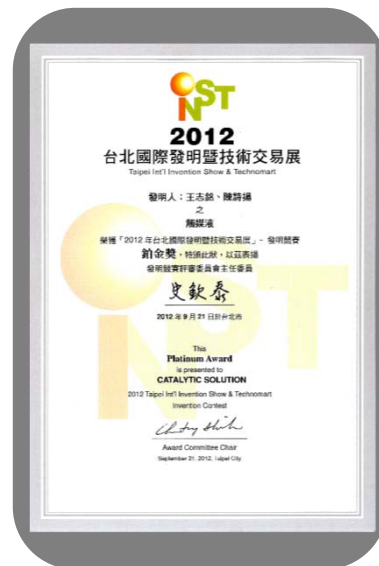 INST
2012
台北國際發明暨技術交易展
Taipei Int'l Invention Show & Technomart
發明人：王志銘、陳詩揚
之
觸媒液
榮獲「2012年台北國際發明暨技術交易展」- 發明競賽
鉑金獎，特頒此狀，以茲表揚
發明競賽評審委員會主任委員
史欽泰
2012 年 9 月 21 日於台北市
This
Platinum Award
is presented to
CATALYTIC SOLUTION
2012 Taipei Int'l Invention Show & Technomart
Invention Contest
Award Committee Chair
September 21, 2012, Taipei City